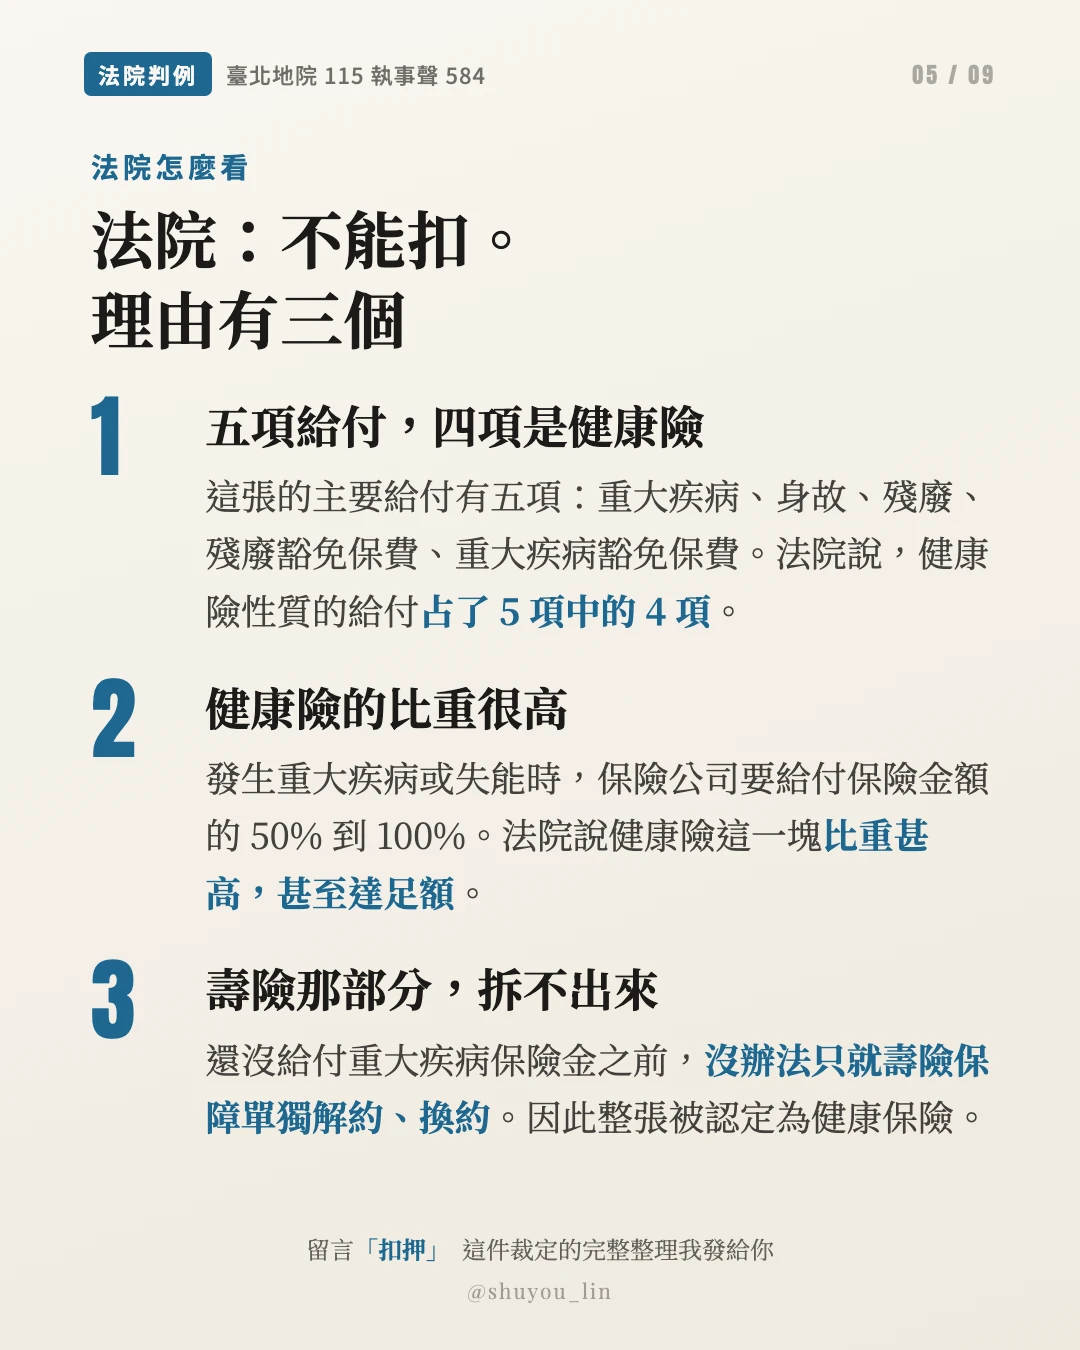 法院判例 臺北地院 115 執事聲 584 05 / 09
法院怎麼看
法院：不能扣。
理由有三個
1 五項給付，四項是健康險
這張的主要給付有五項：重大疾病、身故、殘廢、
殘廢豁免保費、重大疾病豁免保費。法院說，健康
險性質的給付占了 5 項中的 4 項。
2 健康險的比重很高
發生重大疾病或失能時，保險公司要給付保險金額
的 50% 到 100%。法院說健康險這一塊比重甚
高，甚至達足額。
3 壽險那部分，拆不出來
還沒給付重大疾病保險金之前，沒辦法只就壽險保
障單獨解約、換約。因此整張被認定為健康保險。
留言「扣押」 這件裁定的完整整理我發給你
@shuyou_lin